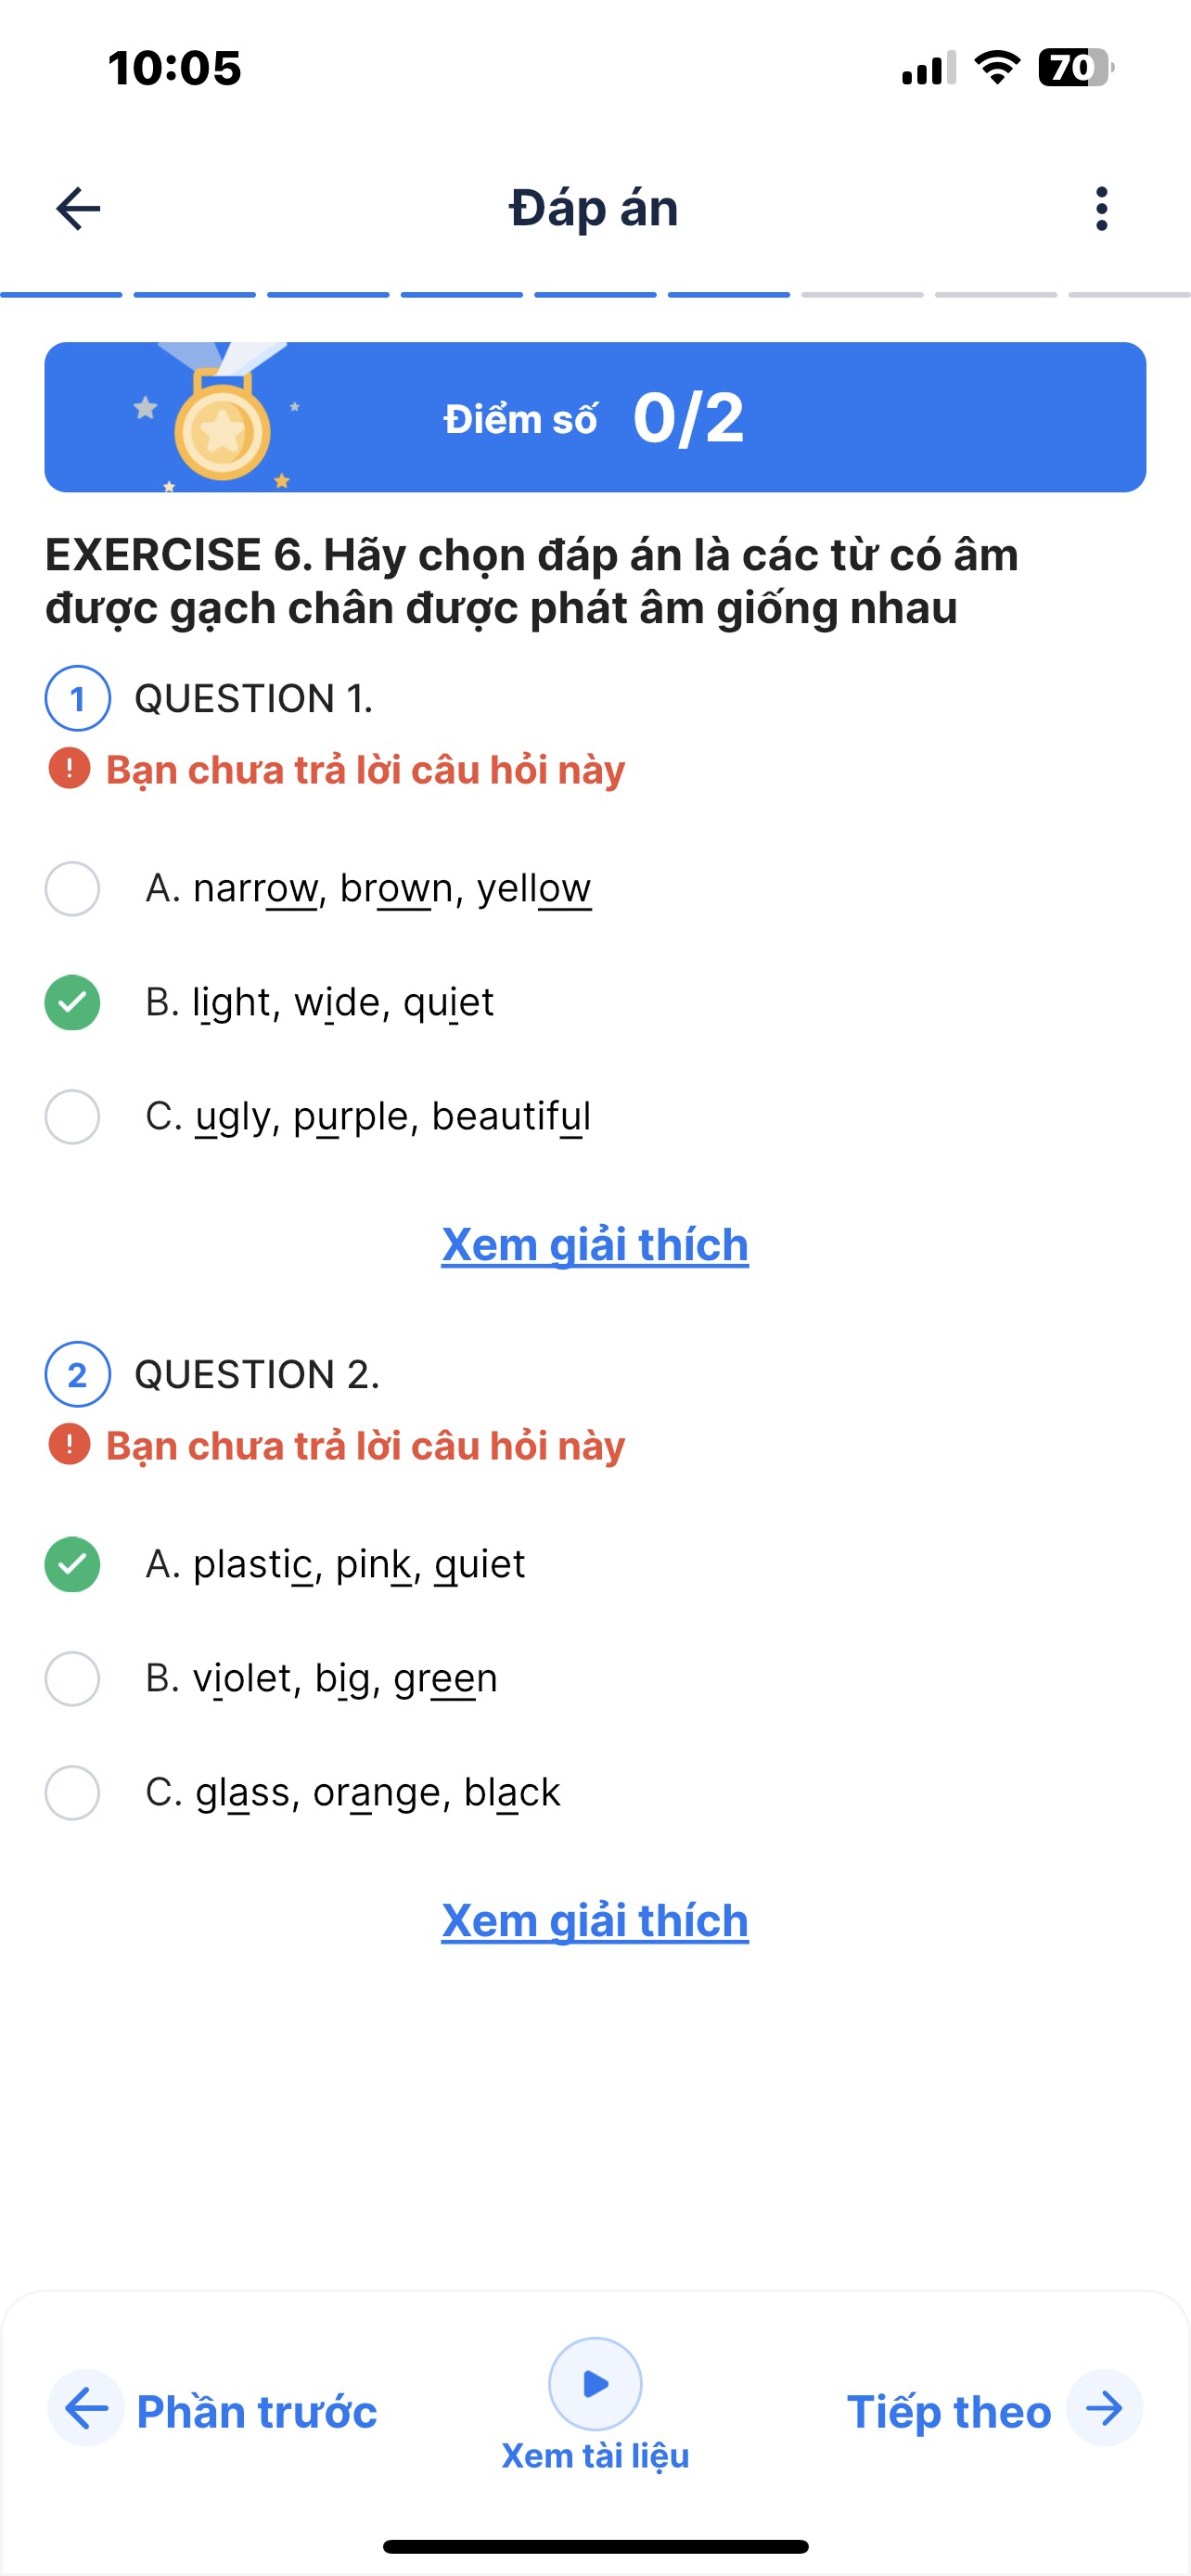 10:05
70
Đáp án
Điểm số 0/2
EXERCISE 6. Hãy chọn đáp án là các từ có âm
được gạch chân được phát âm giống nhau
1 QUESTION 1.
! Bạn chưa trả lời câu hỏi này
A. narrow, brown, yellow
B. light, wide, quiet
C. ugly, purple, beautiful
Xem giải thích
2 QUESTION 2.
! Bạn chưa trả lời câu hỏi này
A. plastic, pink, quiet
B. violet, big, green
C. glass, orange, black
Xem giải thích
Phần trước
Xem tài liệu
Tiếp theo